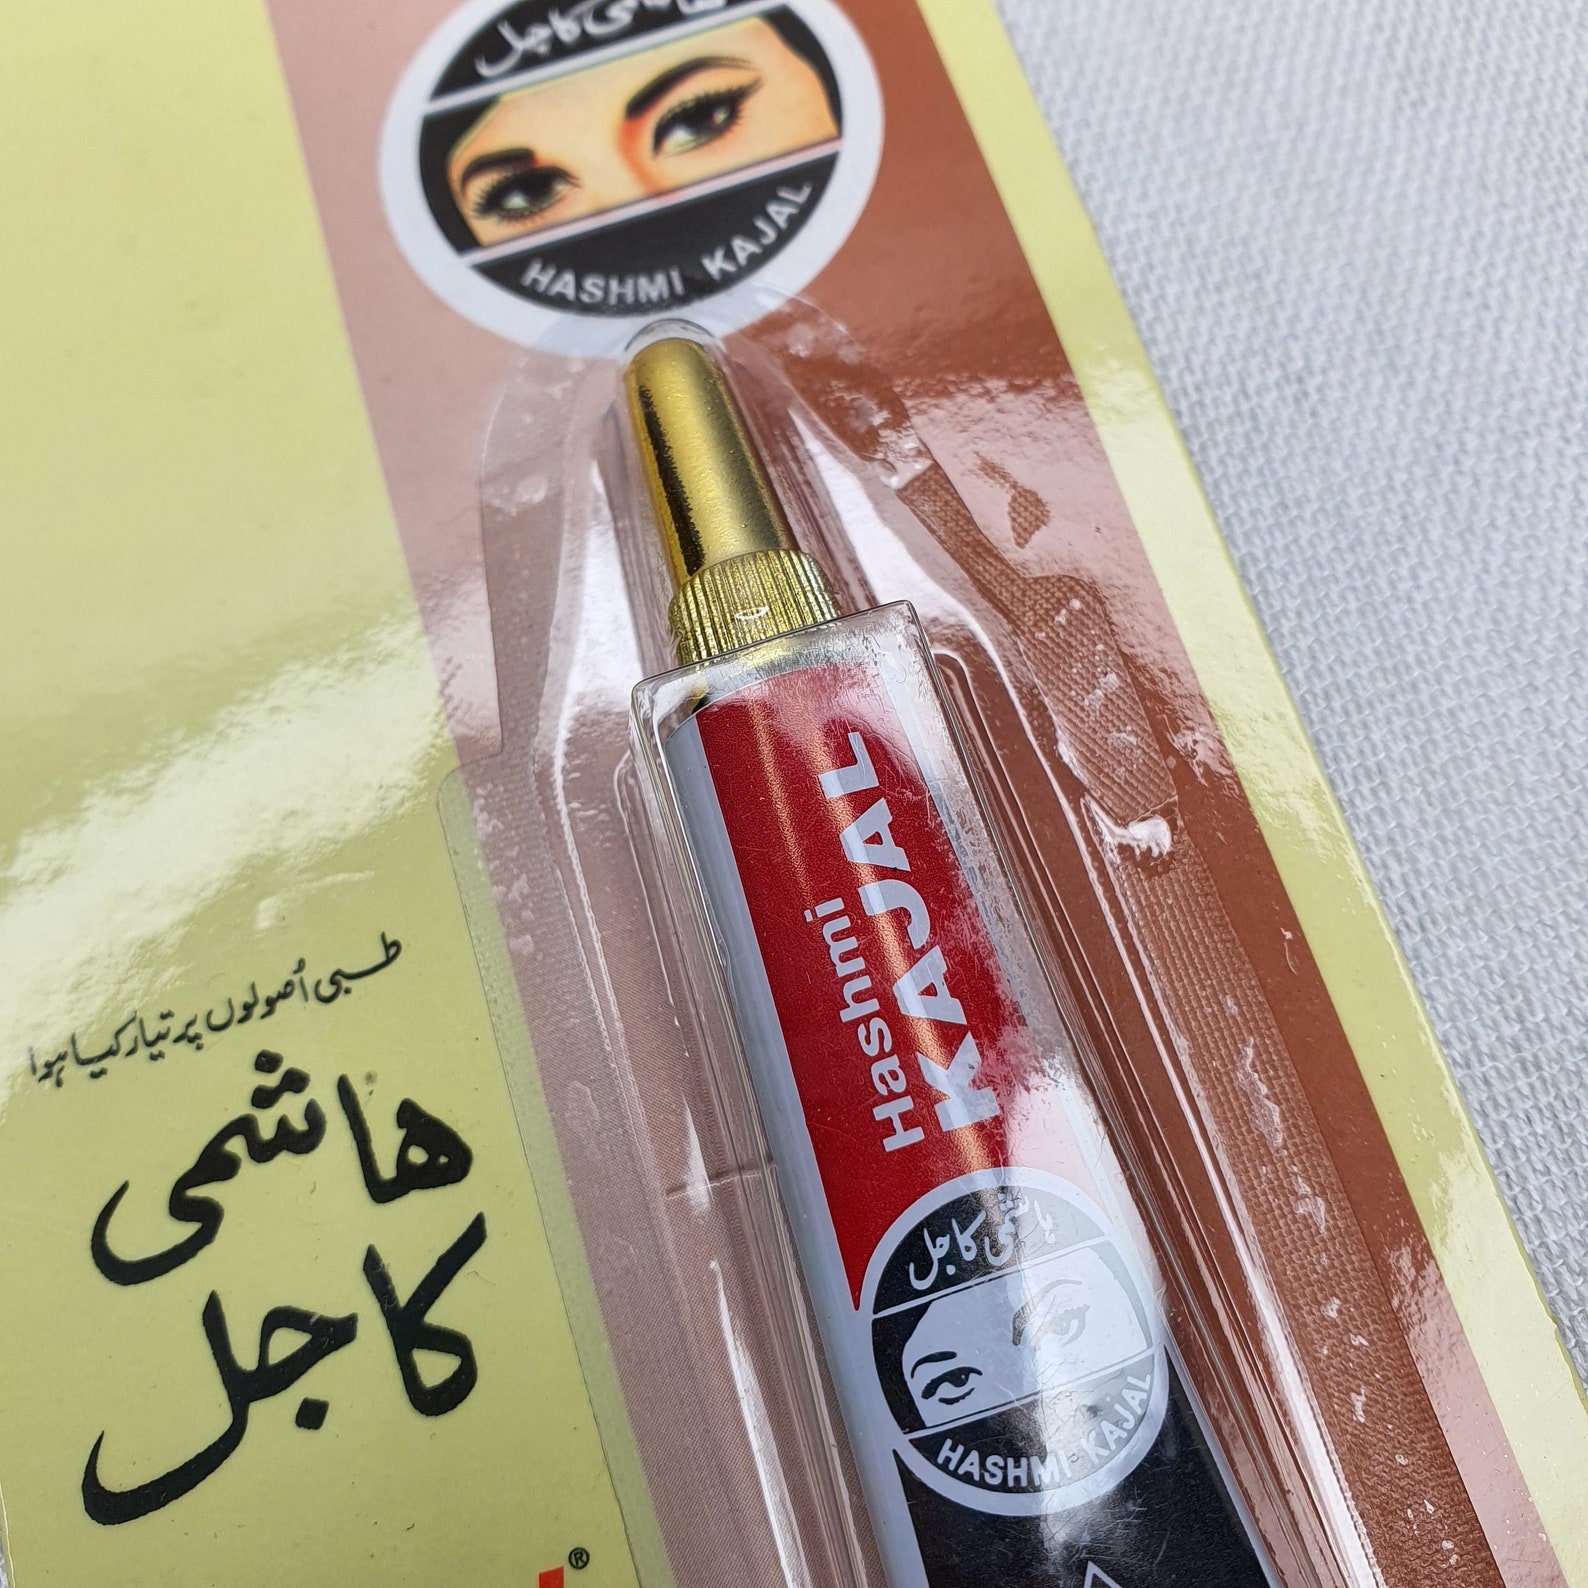 ہاشمی کاجل
HASHMI KAJAL
Hashmi
KAJAL
طبی اُصولوں پر تیار کیا ہوا
ہاشمی
کاجل
ہاشمی کاجل
HASHMI KAJAL
®